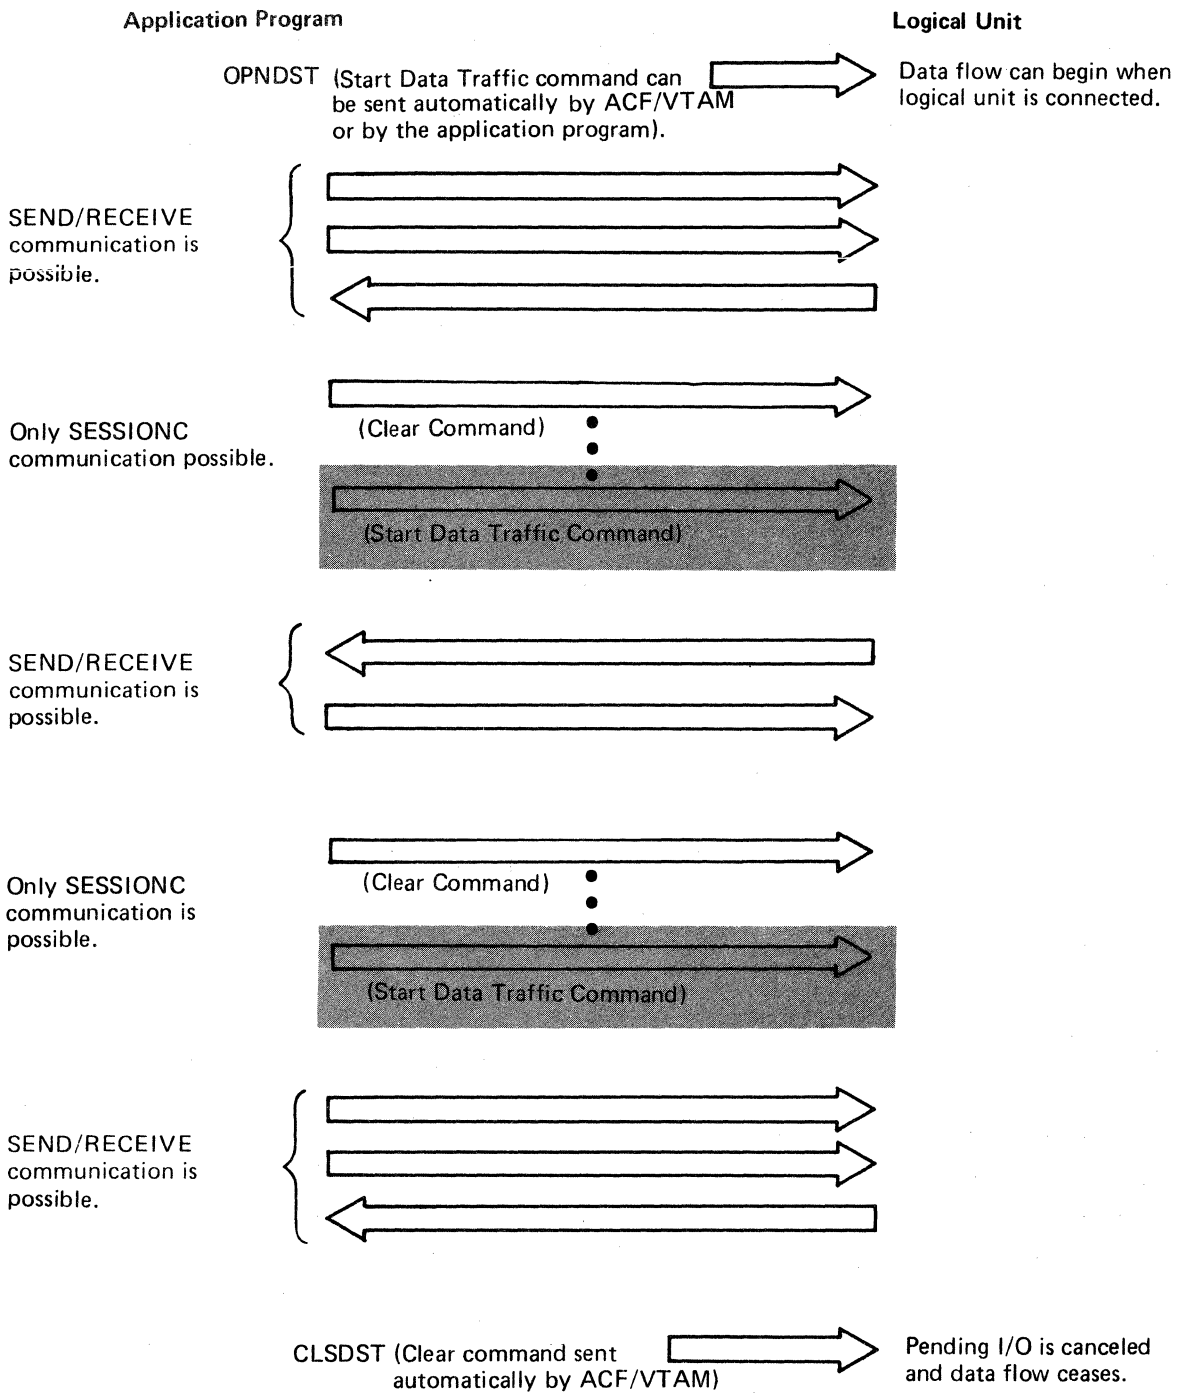 Application Program
Logical Unit
OPNDST (Start Data Traffic command can
be sent automatically by ACF/VTAM
or by the application program).
Data flow can begin when
logical unit is connected.
SEND/RECEIVE
communication is
possible.
(Clear Command)
Only SESSIONC
communication possible.
(Start Data Traffic Command)
SEND/RECEIVE
communication is
possible.
(Clear Command)
Only SESSIONC
communication is
possible.
(Start Data Traffic Command)
SEND/RECEIVE
communication is
possible.
CLSDST (Clear command sent
automatically by ACF/VTAM)
Pending I/O is canceled
and data flow ceases.